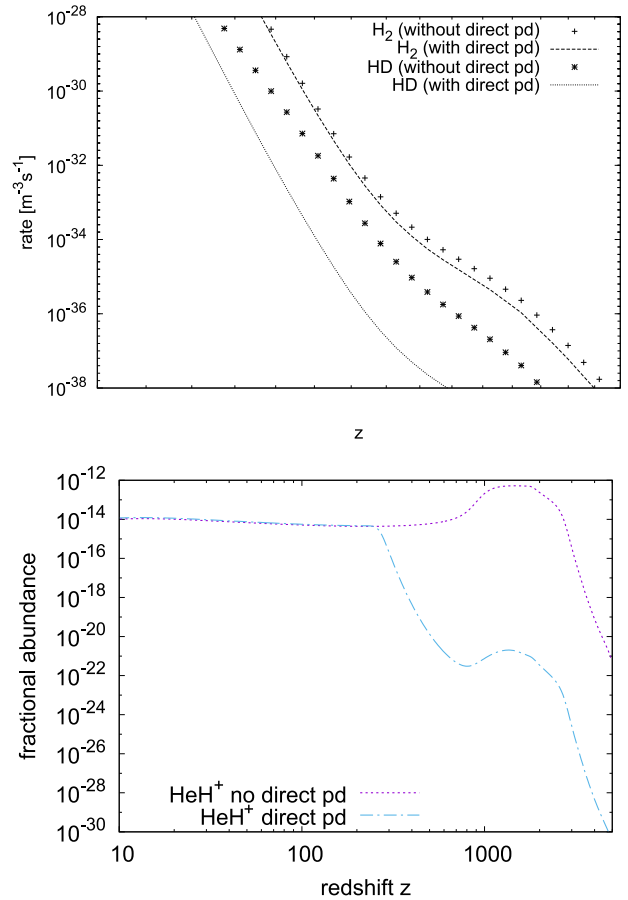 10⁻²⁸
10⁻³⁰
10⁻³²
10⁻³⁴
10⁻³⁶
10⁻³⁸
rate [m⁻³s⁻¹]
H₂ (without direct pd)
H₂ (with direct pd)
HD (without direct pd)
HD (with direct pd)
z
10⁻¹²
10⁻¹⁴
10⁻¹⁶
10⁻¹⁸
10⁻²⁰
10⁻²²
10⁻²⁴
10⁻²⁶
10⁻²⁸
10⁻³⁰
fractional abundance
HeH⁺ no direct pd
HeH⁺ direct pd
10 100 1000
redshift z